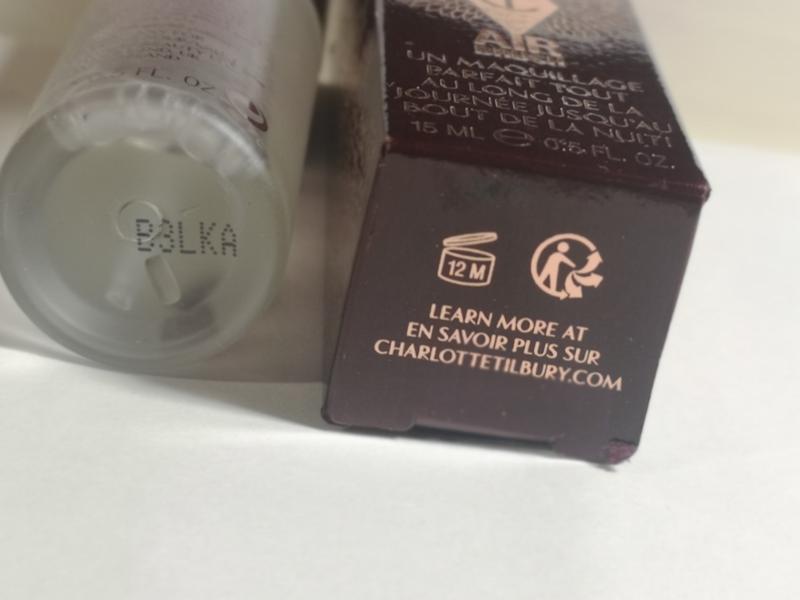 FL. OZ
B3LKA
AIR
UN MAQUILLAGE
PARFAIT TOUT
AU LONG DE LA
JOURNÉE JUSQU'AU
BOUT DE LA NUIT!
15 ML ℮ 0.5 FL. OZ.
12 M
LEARN MORE AT
EN SAVOIR PLUS SUR
CHARLOTTETILBURY.COM